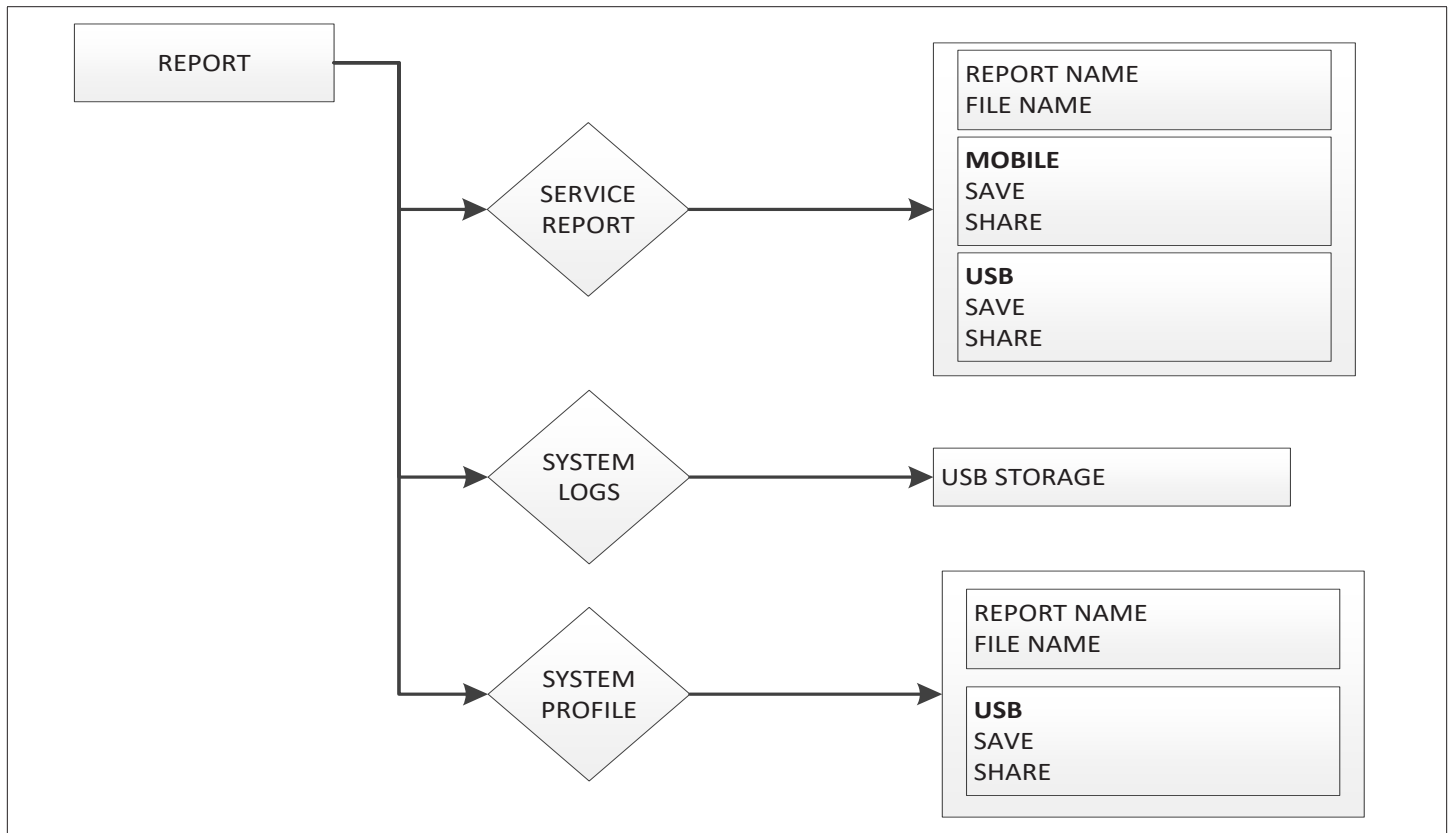 REPORT
SERVICE
REPORT
REPORT NAME
FILE NAME
MOBILE
SAVE
SHARE
USB
SAVE
SHARE
SYSTEM
LOGS
USB STORAGE
SYSTEM
PROFILE
REPORT NAME
FILE NAME
USB
SAVE
SHARE